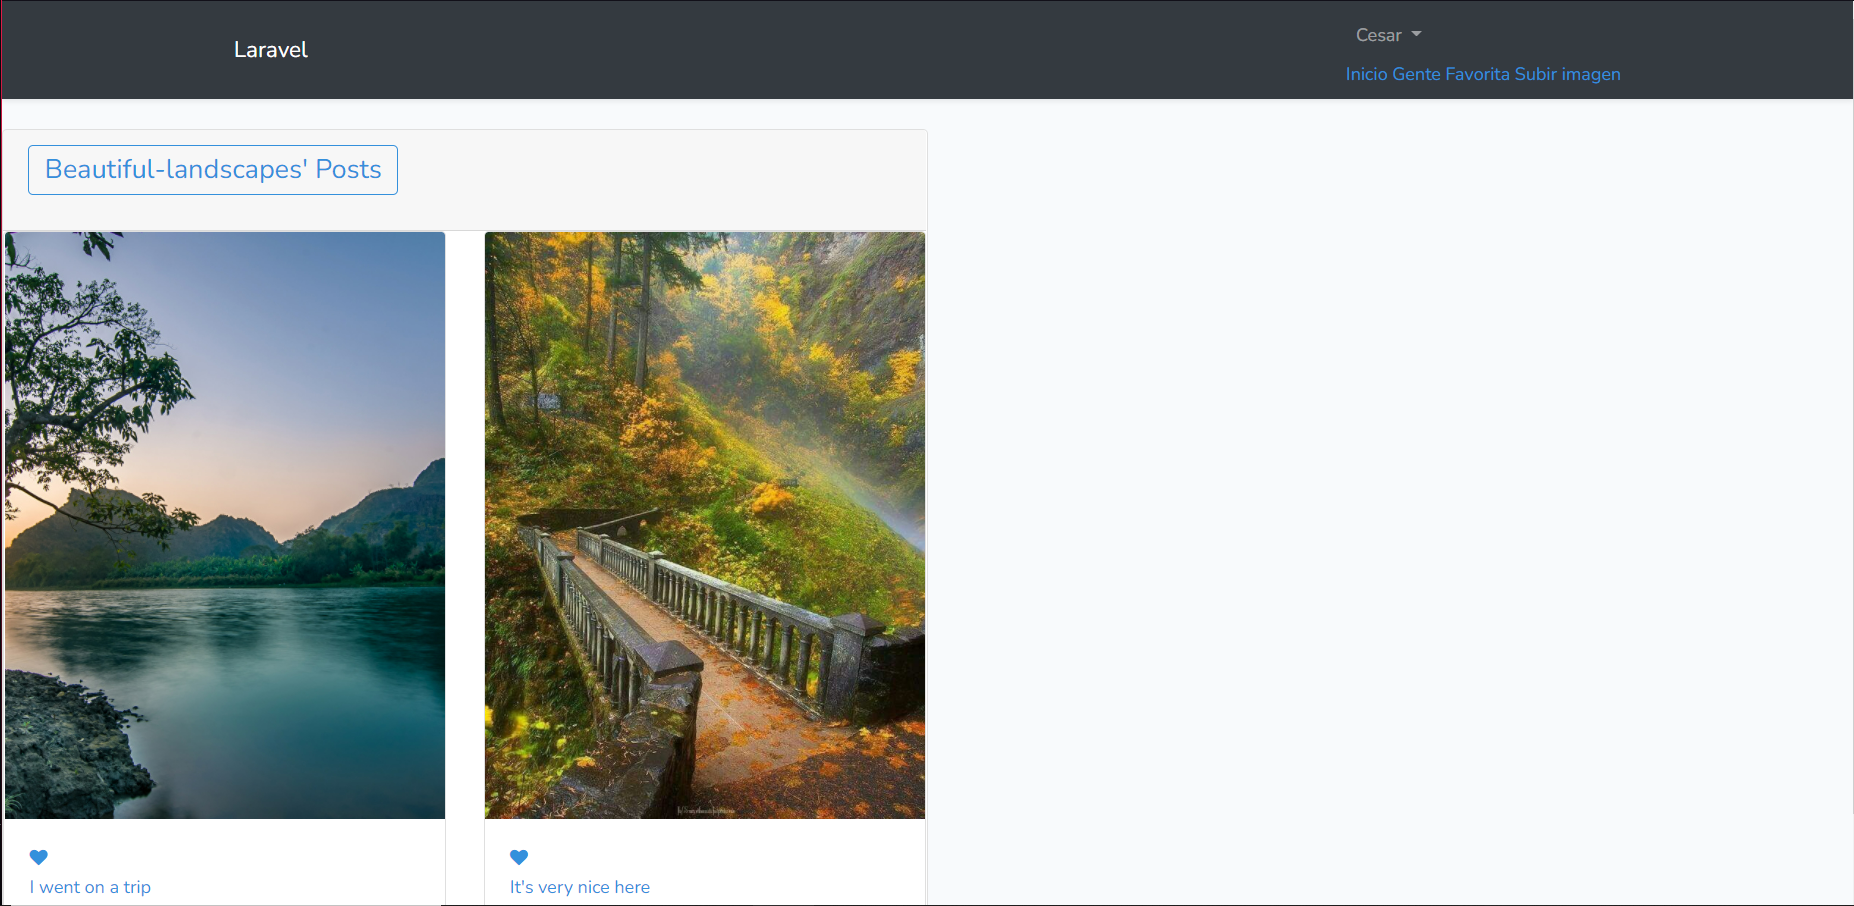 Laravel
Cesar
Inicio Gente Favorita Subir imagen
Beautiful-landscapes' Posts
I went on a trip
It's very nice here